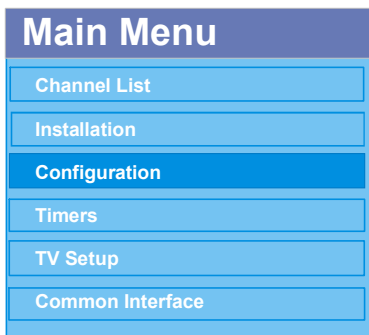 Main Menu
Channel List
Installation
Configuration
Timers
TV Setup
Common Interface